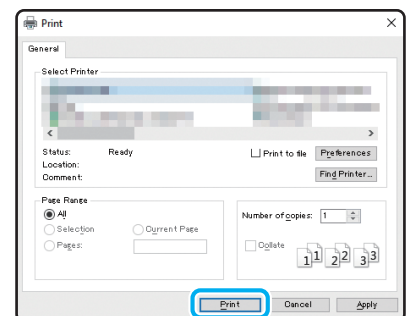 Print
General
Select Printer
Status: Ready
Print to file
Preferences
Location:
Comment:
Find Printer...
Page Range
All
Selection
Current Page
Pages:
Number of copies: 1
Collate
1 1 2 2 3 3
Print Cancel Apply